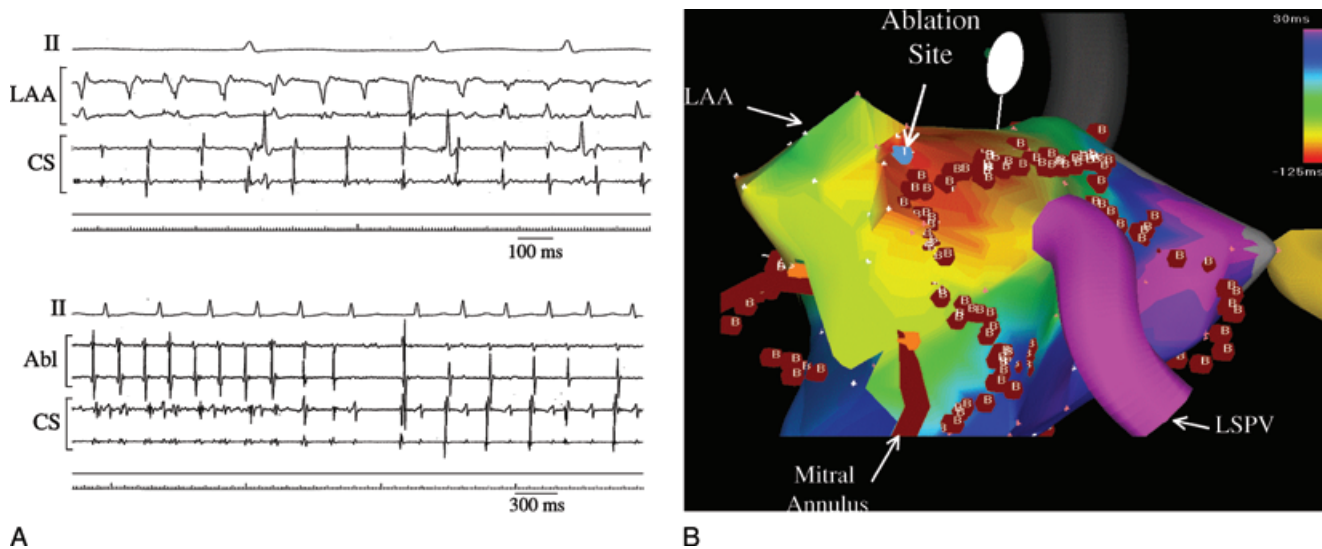 II
LAA
CS
100 ms
II
Abl
CS
300 ms
A
Ablation
Site
LAA
30ms
-125ms
B
LSPV
Mitral
Annulus
B